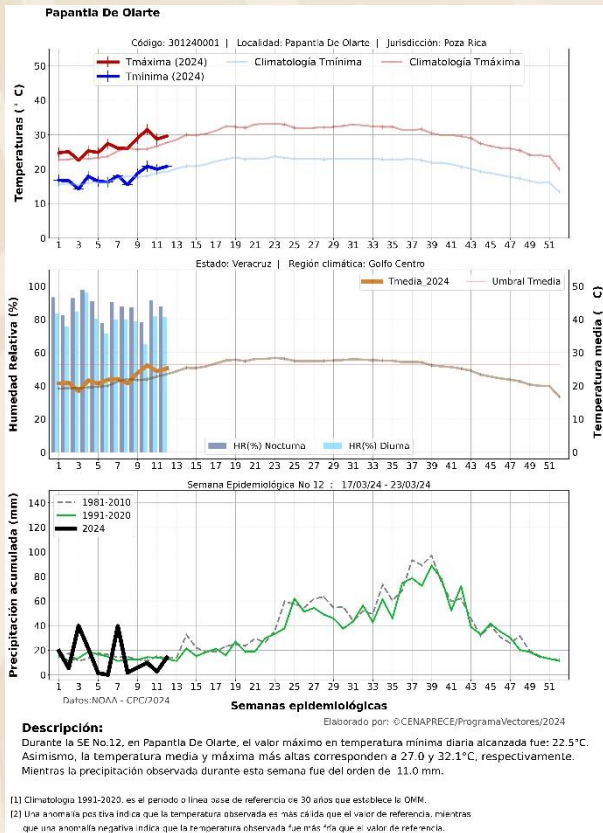 Papantla De Olarte
Código: 301240001 | Localidad: Papantla De Olarte | Jurisdicción: Poza Rica
Temperaturas (° C)
50
40
30
20
10
0
Tmáxima (2024)
Climatología Tmínima
Climatología Tmáxima
Tminima (2024)
1 3 5 7 9 11 13 15 17 19 21 23 25 27 29 31 33 35 37 39 41 43 45 47 49 51
Estado: Veracruz | Región climática: Golfo Centro
Humedad Relativa (%)
100
80
60
40
20
0
Tmedia_2024
Umbral Tmedia
HR(%) Nocturna
HR(%) Diurna
50
40
30
20
10
0
Temperatura media (° C)
1 3 5 7 9 11 13 15 17 19 21 23 25 27 29 31 33 35 37 39 41 43 45 47 49 51
Semana Epidemiológica No 12 : 17/03/24 - 23/03/24
Precipitación acumulada (mm)
140
120
100
80
60
40
20
0
1981-2010
1991-2020
2024
1 3 5 7 9 11 13 15 17 19 21 23 25 27 29 31 33 35 37 39 41 43 45 47 49 51
Datos:NOAA - CPC/2024
Semanas epidemiológicas
Elaborado por: ©CENAPRECE/ProgramaVectores/2024
Descripción:
Durante la SE No.12, en Papantla De Olarte, el valor máximo en temperatura mínima diaria alcanzada fue: 22.5°C.
Asimismo, la temperatura media y máxima más altas corresponden a 27.0 y 32.1°C, respectivamente.
Mientras la precipitación observada durante esta semana fue del orden de 11.0 mm.
[1] Climatologia 1991-2020, es el periodo o línea base de referencia de 30 años que establece la OMM.
[2] Una anomalía positiva indica que la temperatura observada es más cálida que el valor de referencia, mientras
que una anomalía negativa indica que la temperatura observada fue más fría que el valor de referencia.